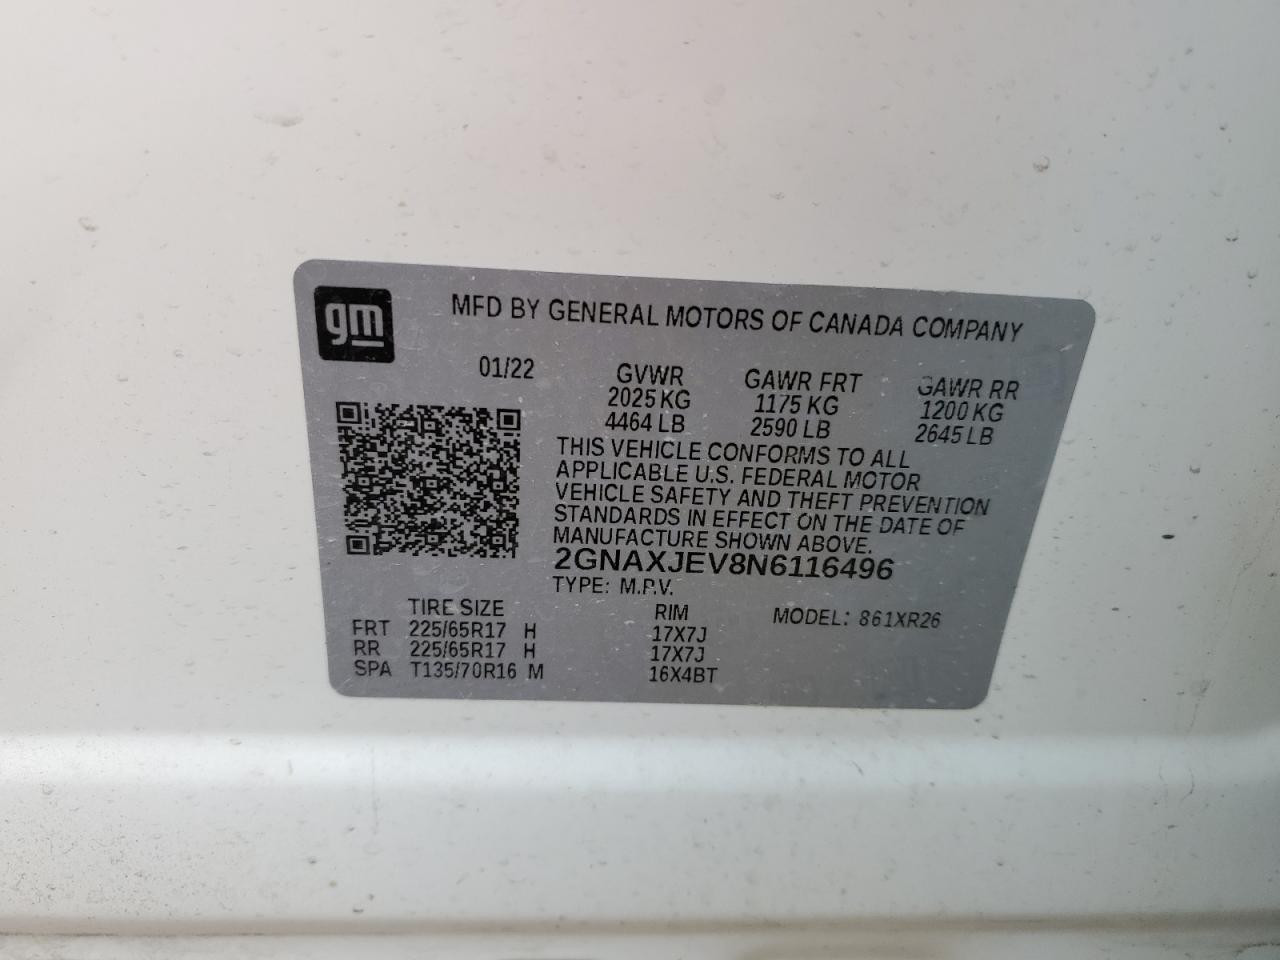 gm
MFD BY GENERAL MOTORS OF CANADA COMPANY
01/22 GVWR GAWR FRT GAWR RR
2025 KG 1175 KG 1200 KG
4464 LB 2590 LB 2645 LB
THIS VEHICLE CONFORMS TO ALL
APPLICABLE U.S. FEDERAL MOTOR
VEHICLE SAFETY AND THEFT PREVENTION
STANDARDS IN EFFECT ON THE DATE OF
MANUFACTURE SHOWN ABOVE.
2GNAXJEV8N6116496
TYPE: M.P.V.
TIRE SIZE RIM MODEL: 861XR26
FRT 225/65R17 H 17X7J
RR 225/65R17 H 17X7J
SPA T135/70R16 M 16X4BT